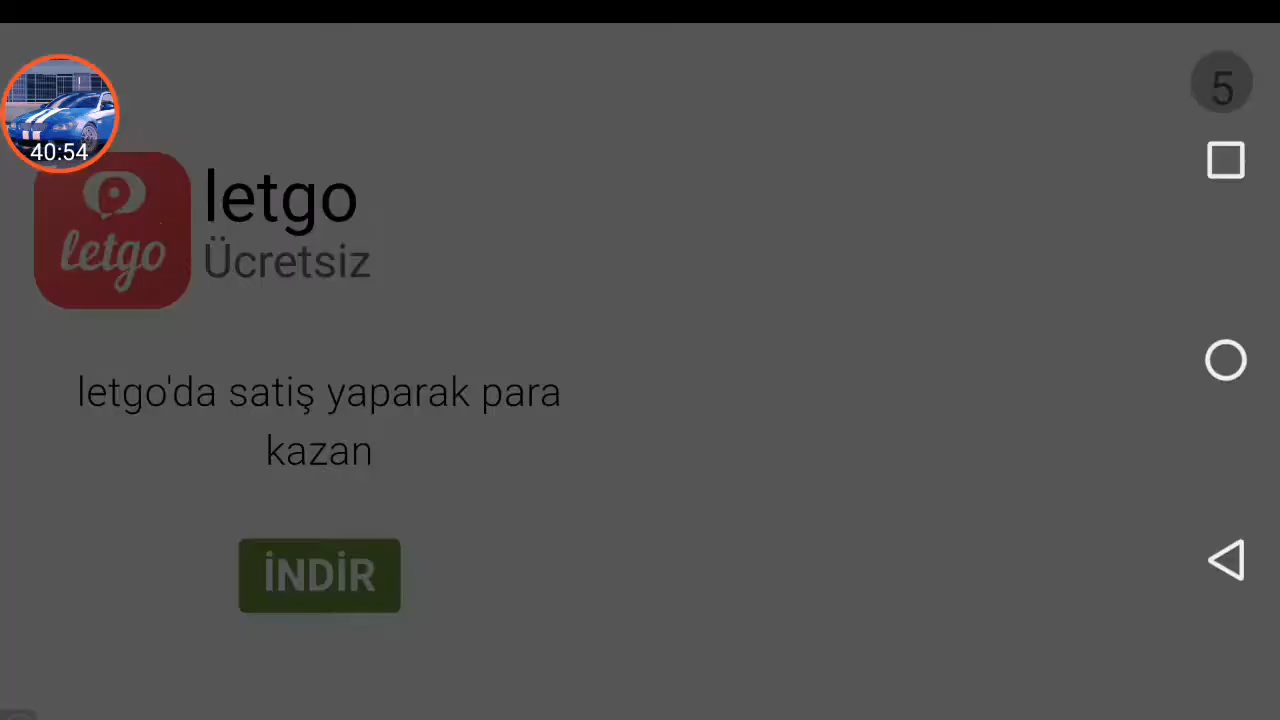 5
40:54
letgo
letgo
Ücretsiz
letgo'da satış yaparak para
kazan
İNDİR